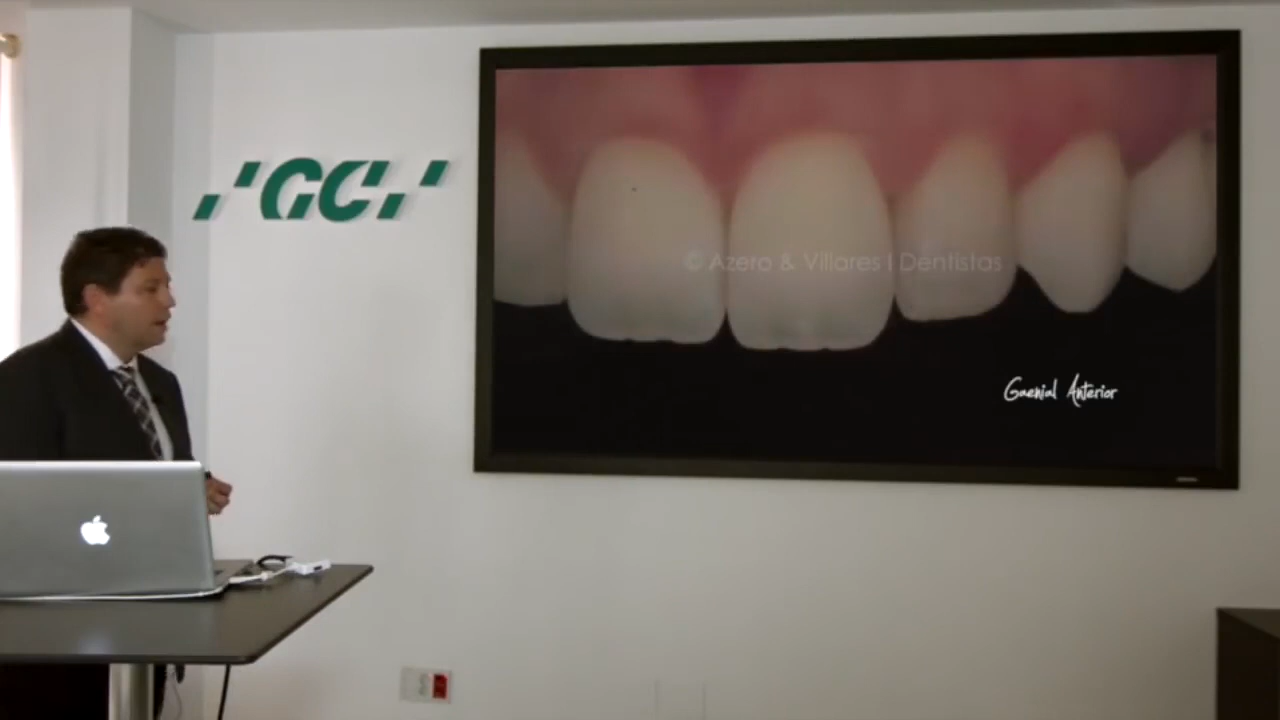 GC
© Azero & Villares | Dentistas
Gaenial Anterior